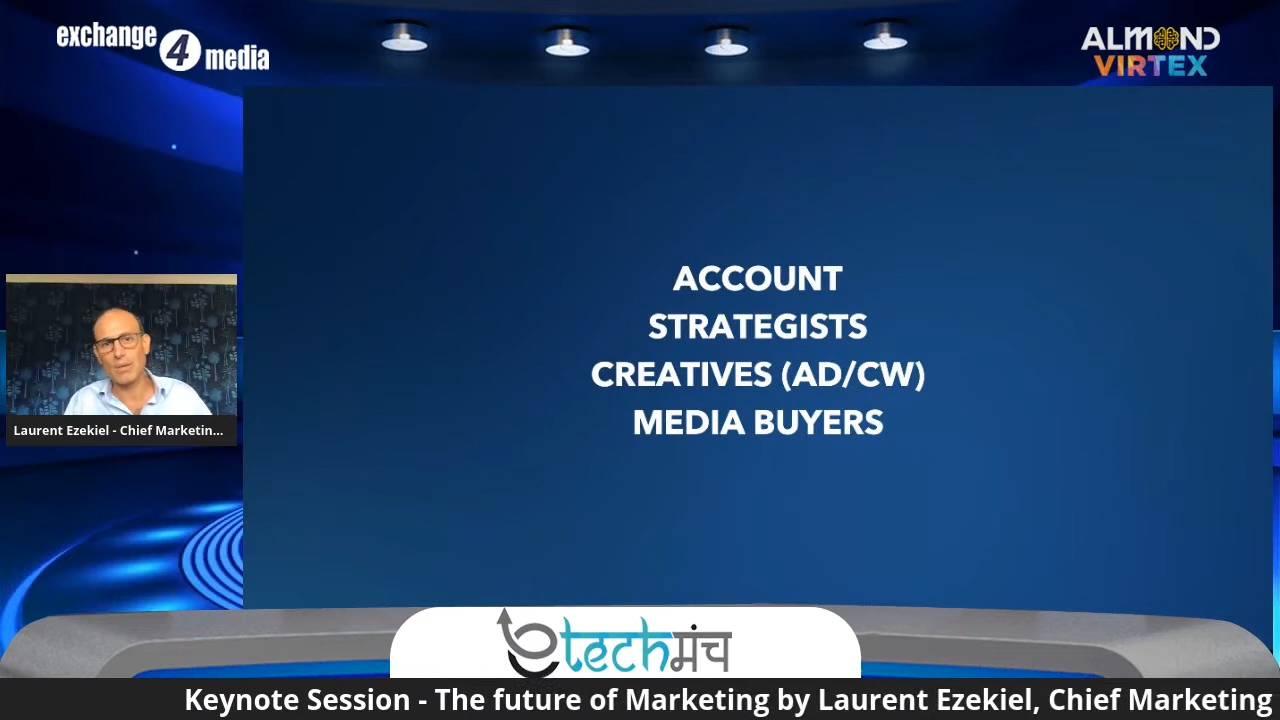 exchange
4
media
ALMOND
VIRTEX
ACCOUNT
STRATEGISTS
CREATIVES (AD/CW)
MEDIA BUYERS
Laurent Ezekiel - Chief Marketin...
techमंच
Keynote Session - The future of Marketing by Laurent Ezekiel, Chief Marketing